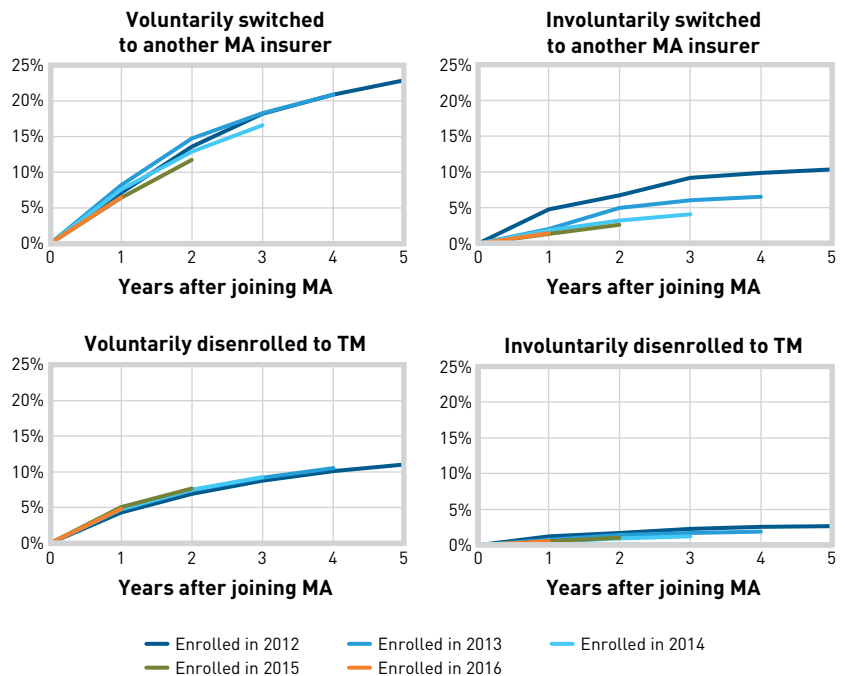 Voluntarily switched
to another MA insurer
25%
20%
15%
10%
5%
0%
0 1 2 3 4 5
Years after joining MA
Involuntarily switched
to another MA insurer
25%
20%
15%
10%
5%
0%
0 1 2 3 4 5
Years after joining MA
Voluntarily disenrolled to TM
25%
20%
15%
10%
5%
0%
0 1 2 3 4 5
Years after joining MA
Involuntarily disenrolled to TM
25%
20%
15%
10%
5%
0%
0 1 2 3 4 5
Years after joining MA
Enrolled in 2012 Enrolled in 2013 Enrolled in 2014
Enrolled in 2015 Enrolled in 2016